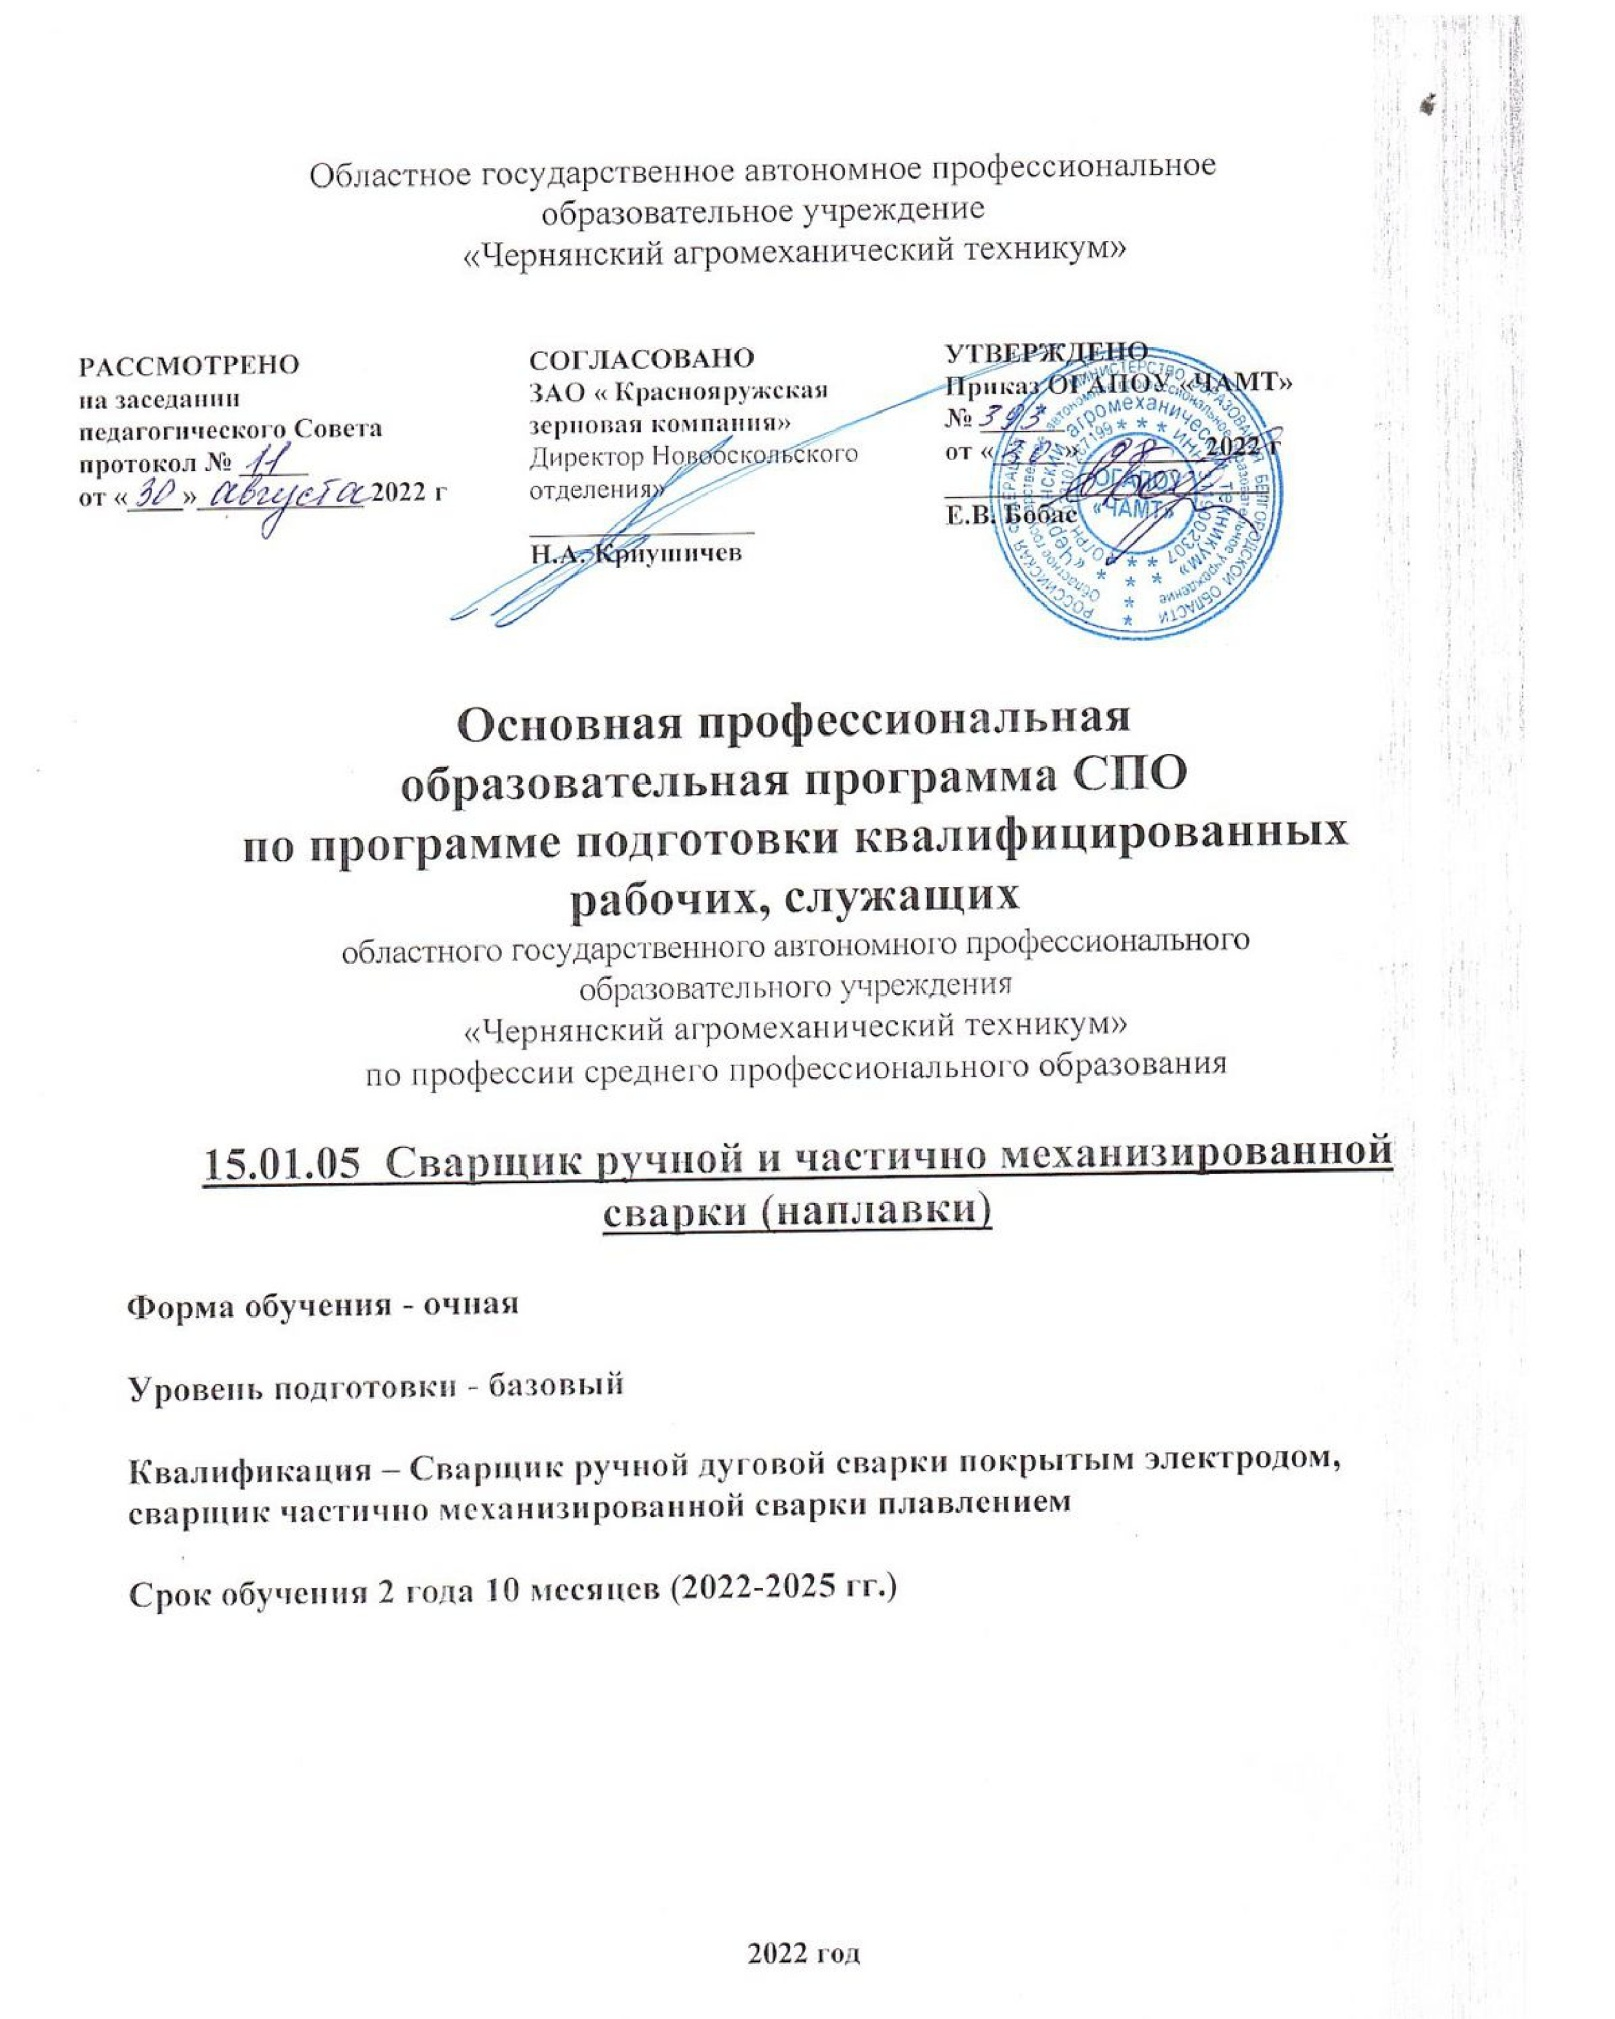 Областное государственное автономное профессиональное
образовательное учреждение
«Чернянский агромеханический техникум»
РАССМОТРЕНО
на заседании
педагогического Совета
протокол № 11
от «30» августа 2022 г
СОГЛАСОВАНО
ЗАО « Краснояружская
зерновая компания»
Директор Новооскольского
отделения»
Н.А. Криушичев
УТВЕРЖДЕНО
Приказ ОГАПОУ «ЧАМТ»
№ 393
от «30» 08 2022 г
Е.В. Бобас
ОГАПОУ
«ЧАМТ»
Основная профессиональная
образовательная программа СПО
по программе подготовки квалифицированных
рабочих, служащих
областного государственного автономного профессионального
образовательного учреждения
«Чернянский агромеханический техникум»
по профессии среднего профессионального образования
15.01.05 Сварщик ручной и частично механизированной
сварки (наплавки)
Форма обучения - очная
Уровень подготовки - базовый
Квалификация – Сварщик ручной дуговой сварки покрытым электродом,
сварщик частично механизированной сварки плавлением
Срок обучения 2 года 10 месяцев (2022-2025 гг.)
2022 год